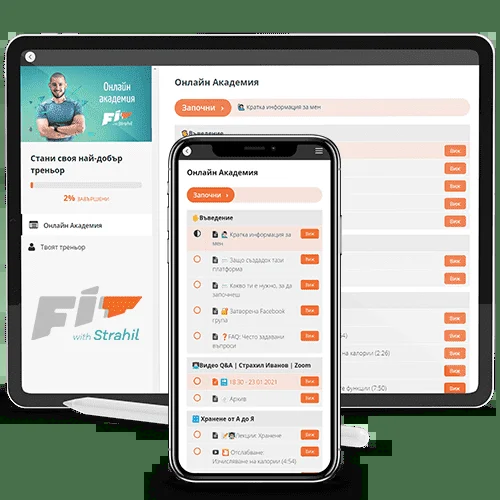 Онлайн
академия
FiT
with Strahil
Стани своя най-добър
треньор
2% ЗАВЪРШЕНИ
Онлайн Академия
Твоят треньор
FiT
with Strahil
Онлайн Академия
Започни ›
Кратка информация за мен
Въведение
Виж
Виж
Виж
Виж
Виж
Виж
Виж
Виж
на калории (2:26)
Виж
Виж
е функции (7:50)
Виж
Онлайн Академия
Започни ›
Въведение
Кратка информация за
мен
Виж
Защо създадох тази
платформа
Виж
Какво ти е нужно, за да
започнеш
Виж
Затворена Facebook
група
Виж
FAQ: Често задавани
въпроси
Виж
Видео Q&A | Страхил Иванов | Zoom
18:30 - 23.01.2021
Виж
Архив
Виж
Хранене от А до Я
Лекция: Хранене
Виж
Отслабване:
Изчисляване на калории (4:54)
Виж